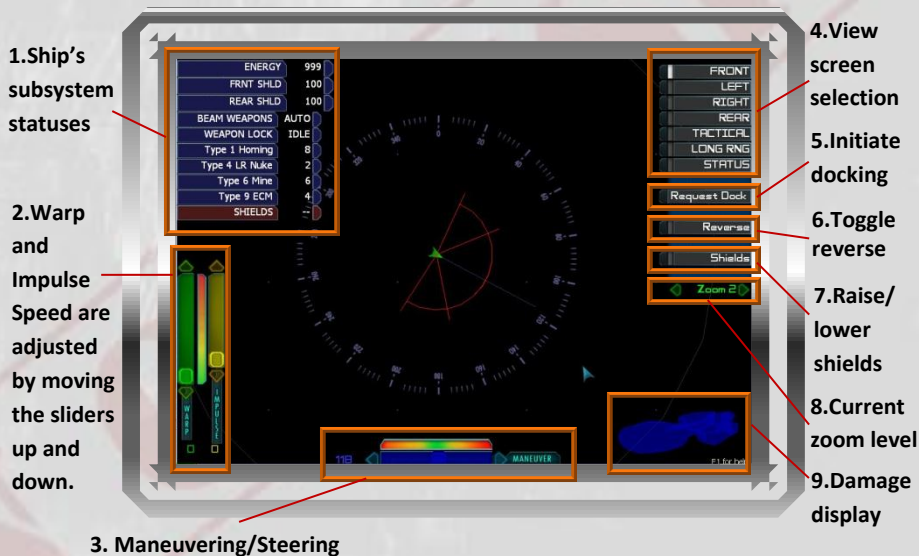 1.Ship's
subsystem
statuses
2.Warp
and
Impulse
Speed are
adjusted
by moving
the sliders
up and
down.
ENERGY 999
FRNT SHLD 100
REAR SHLD 100
BEAM WEAPONS AUTO
WEAPON LOCK IDLE
Type 1 Homing 8
Type 4 LR Nuke 2
Type 6 Mine 6
Type 9 ECM 4
SHIELDS --
WARP
IMPULSE
0
20
40
180
340
118
MANEUVER
3. Maneuvering/Steering
FRONT
LEFT
RIGHT
REAR
TACTICAL
LONG RNG
STATUS
Request Dock
Reverse
Shields
Zoom 2
F1 for hel
4.View
screen
selection
5.Initiate
docking
6.Toggle
reverse
7.Raise/
lower
shields
8.Current
zoom level
9.Damage
display